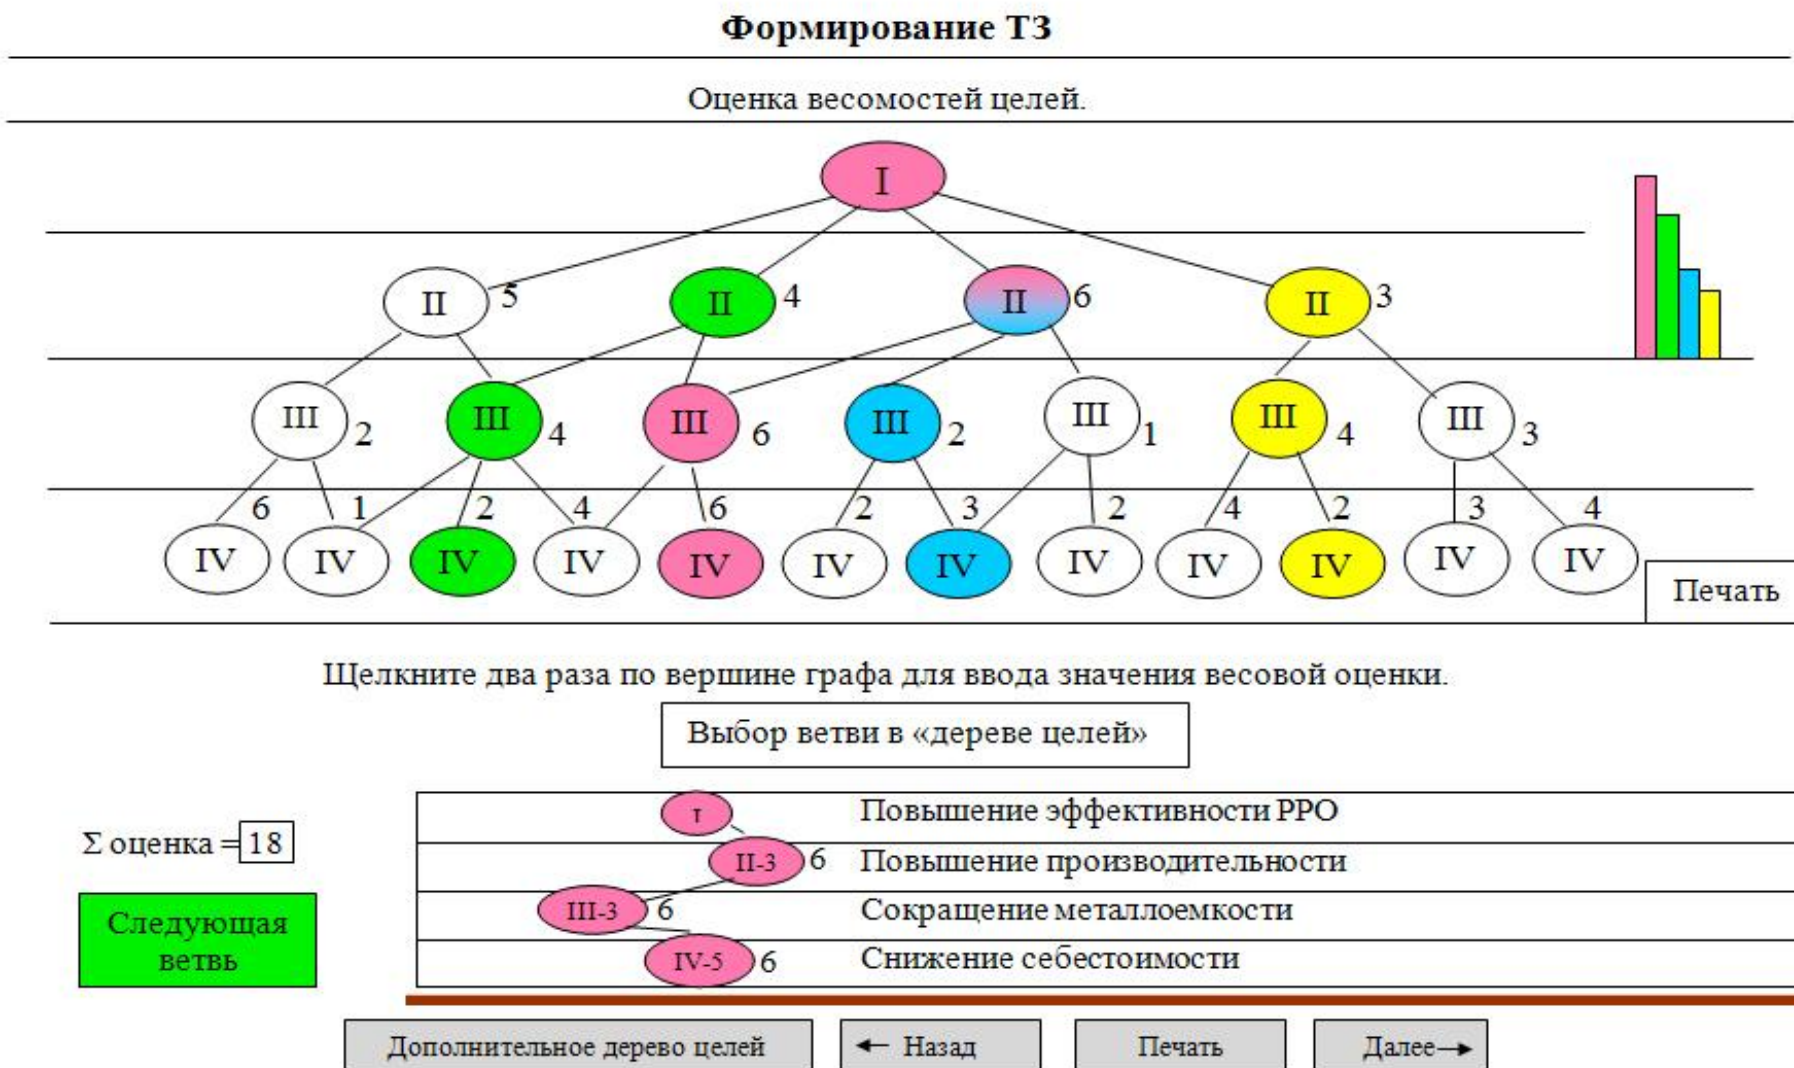 Формирование ТЗ
Оценка весомостей целей.
I
II 5 II 4 II 6 II 3
III 2 III 4 III 6 III 2 III 1 III 4 III 3
6 1 2 4 6 2 3 2 4 2 3 4
IV IV IV IV IV IV IV IV IV IV IV IV
Печать
Щелкните два раза по вершине графа для ввода значения весовой оценки.
Выбор ветви в «дереве целей»
Σ оценка = 18
Следующая
ветвь
I Повышение эффективности РРО
II-3 6 Повышение производительности
III-3 6 Сокращение металлоемкости
IV-5 6 Снижение себестоимости
Дополнительное дерево целей ← Назад Печать Далее→